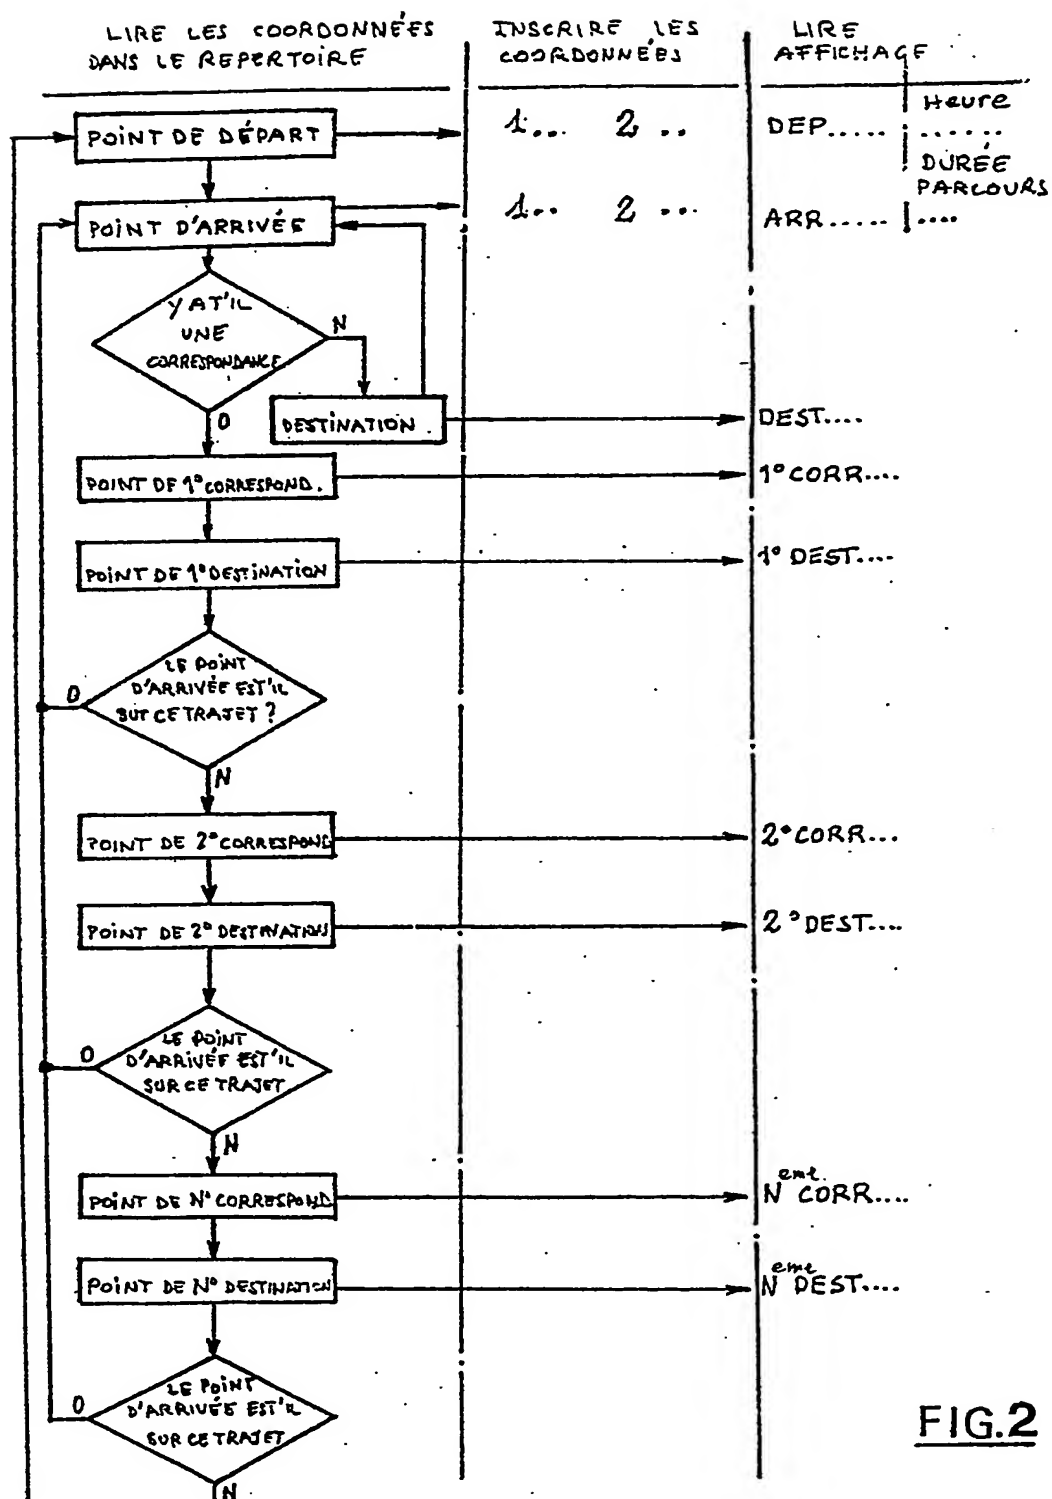 LIRE LES COORDONNÉES
DANS LE REPERTOIRE
INSCRIRE LES
COORDONNÉES
LIRE
AFFICHAGE
Heure
POINT DE DÉPART
1.. 2 ..
DEP.....
......
DURÉE
PARCOURS
POINT D'ARRIVÉE
1.. 2 ...
ARR.....
....
Y AT'IL
UNE
CORRESPONDANCE
N
O
DESTINATION
DEST....
POINT DE 1° CORRESPOND.
1° CORR....
POINT DE 1° DESTINATION
1° DEST....
LE POINT
D'ARRIVÉE EST'IL
SUR CE TRAJET ?
O
N
POINT DE 2° CORRESPOND
2° CORR...
POINT DE 2° DESTINATION
2° DEST....
LE POINT
D'ARRIVÉE EST'IL
SUR CE TRAJET
O
N
POINT DE N° CORRESPOND
N eme CORR....
POINT DE N° DESTINATION
N eme DEST....
LE POINT
D'ARRIVÉE EST'IL
SUR CE TRAJET
O
N
FIG.2